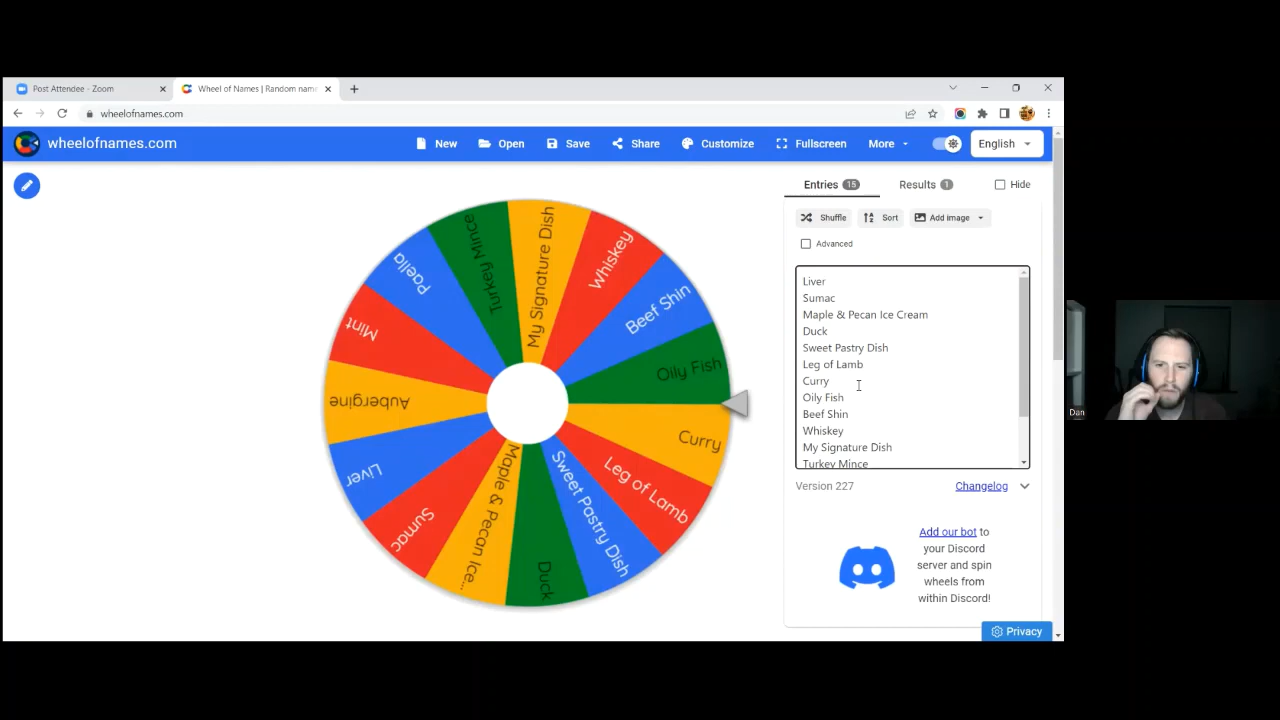 Post Attendee - Zoom
Wheel of Names | Random name
wheelofnames.com
wheelofnames.com
New
Open
Save
Share
Customize
Fullscreen
More
English
Entries 15
Results 1
Hide
Shuffle
Sort
Add image
Advanced
Liver
Sumac
Maple & Pecan Ice Cream
Duck
Sweet Pastry Dish
Leg of Lamb
Curry
Oily Fish
Beef Shin
Whiskey
My Signature Dish
Turkey Mince
Version 227
Changelog
Add our bot to
your Discord
server and spin
wheels from
within Discord!
Privacy
My Signature Dish
Whiskey
Beef Shin
Oily Fish
Curry
Leg of Lamb
Sweet Pastry Dish
Duck
Maple & Pecan Ice...
Sumac
Liver
Aubergine
Mint
Paella
Turkey Mince
Dan